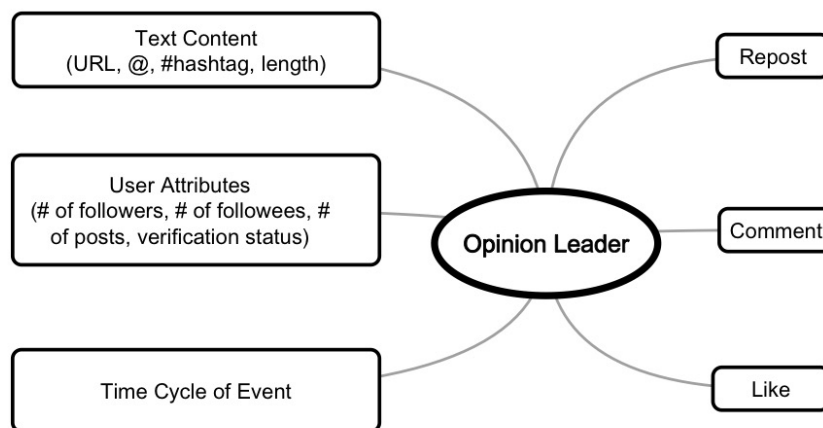 Text Content
(URL, @, #hashtag, length)
User Attributes
(# of followers, # of followees, #
of posts, verification status)
Time Cycle of Event
Opinion Leader
Repost
Comment
Like